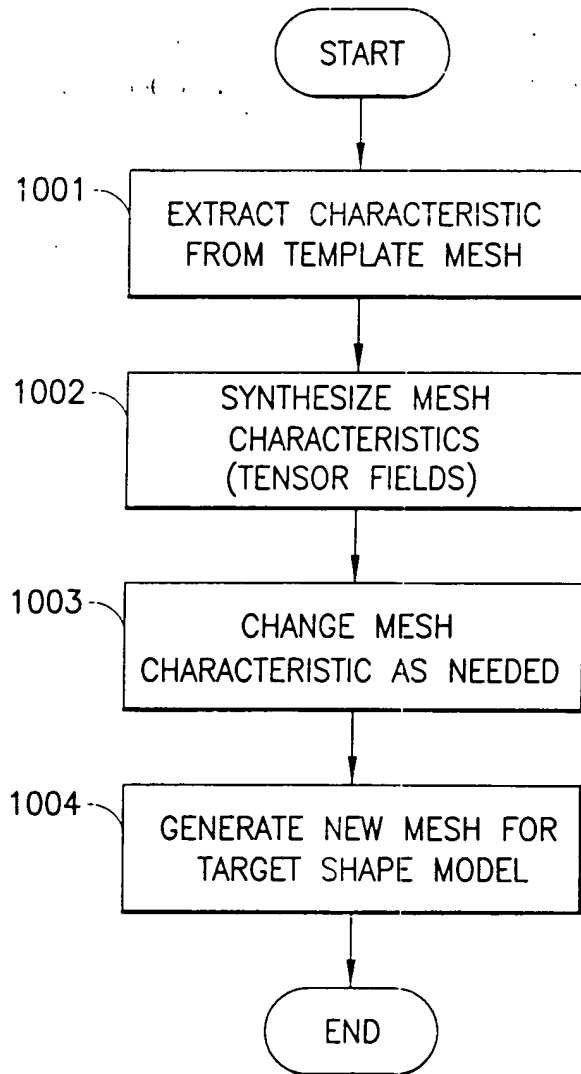 START
1001
EXTRACT CHARACTERISTIC
FROM TEMPLATE MESH
1002
SYNTHESIZE MESH
CHARACTERISTICS
(TENSOR FIELDS)
1003
CHANGE MESH
CHARACTERISTIC AS NEEDED
1004
GENERATE NEW MESH FOR
TARGET SHAPE MODEL
END